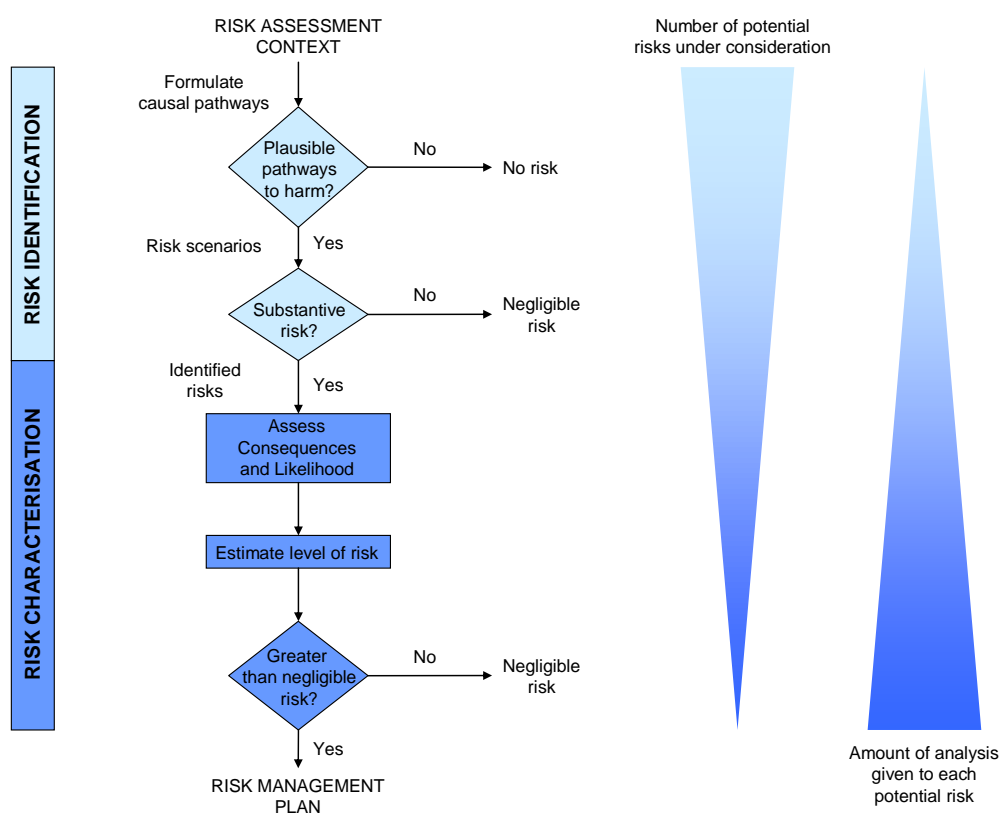 RISK ASSESSMENT
CONTEXT
Number of potential
risks under consideration
RISK IDENTIFICATION
Formulate
causal pathways
Plausible
pathways
to harm?
No
No risk
Risk scenarios
Yes
Substantive
risk?
No
Negligible
risk
RISK CHARACTERISATION
Identified
risks
Yes
Assess
Consequences
and Likelihood
Estimate level of risk
Greater
than negligible
risk?
No
Negligible
risk
Yes
RISK MANAGEMENT
PLAN
Amount of analysis
given to each
potential risk